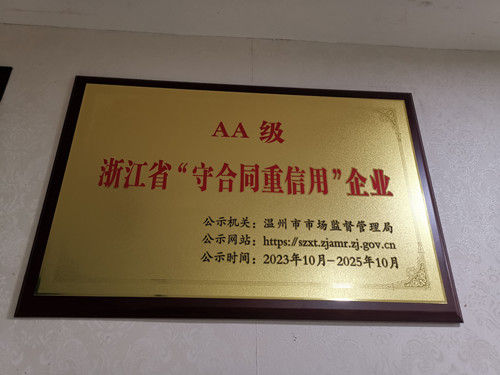 AA 级
浙江省“守合同重信用”企业
公示机关：温州市市场监督管理局
公示网站：https://szxt.zjamr.zj.gov.cn
公示时间：2023年10月-2025年10月